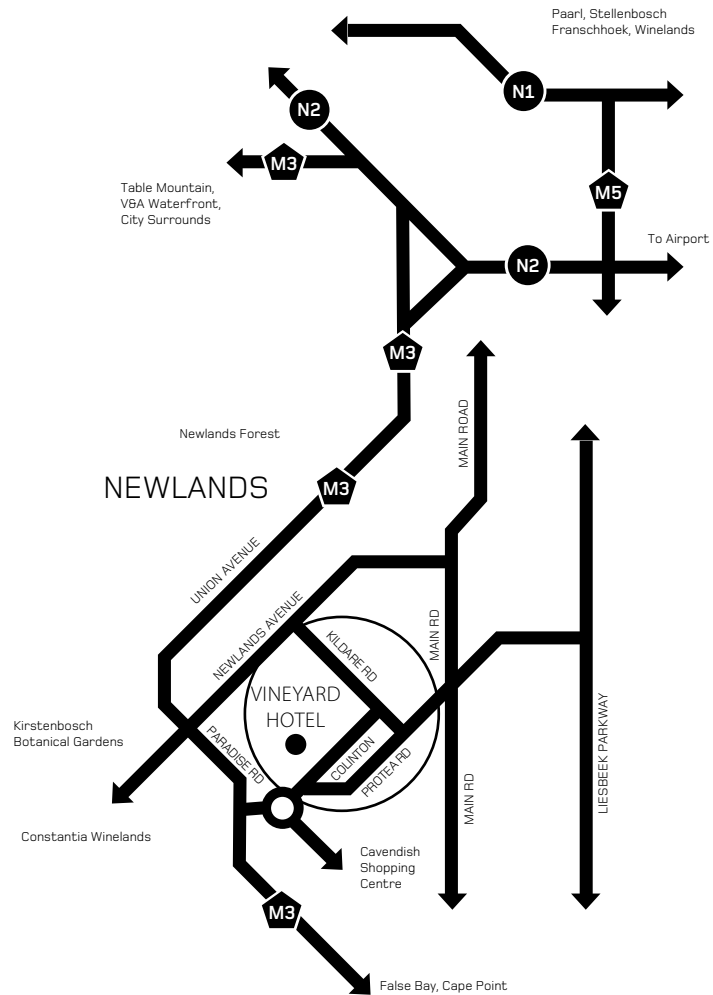 Paarl, Stellenbosch
Franschhoek, Winelands
N1
N2
M3
M5
Table Mountain,
V&A Waterfront,
City Surrounds
To Airport
N2
M3
MAIN ROAD
Newlands Forest
NEWLANDS
M3
UNION AVENUE
NEWLANDS AVENUE
KILDARE RD
MAIN RD
VINEYARD
HOTEL
Kirstenbosch
Botanical Gardens
PARADISE RD
COLINTON
PROTEA RD
MAIN RD
LIESBEEK PARKWAY
Constantia Winelands
Cavendish
Shopping
Centre
M3
False Bay, Cape Point